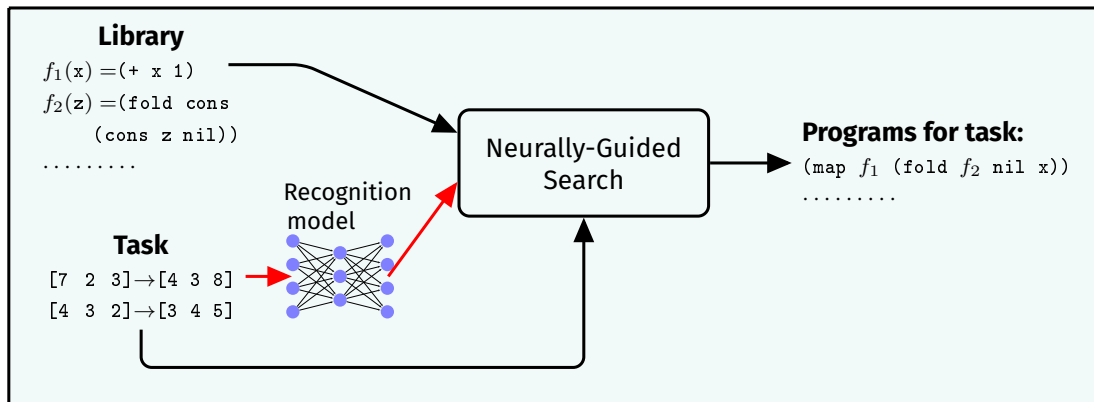 Library
f₁(x) =(+ x 1)
f₂(z) =(fold cons
(cons z nil))
.........
Recognition
model
Task
[7 2 3]→[4 3 8]
[4 3 2]→[3 4 5]
Neurally-Guided
Search
Programs for task:
(map f₁ (fold f₂ nil x))
.........